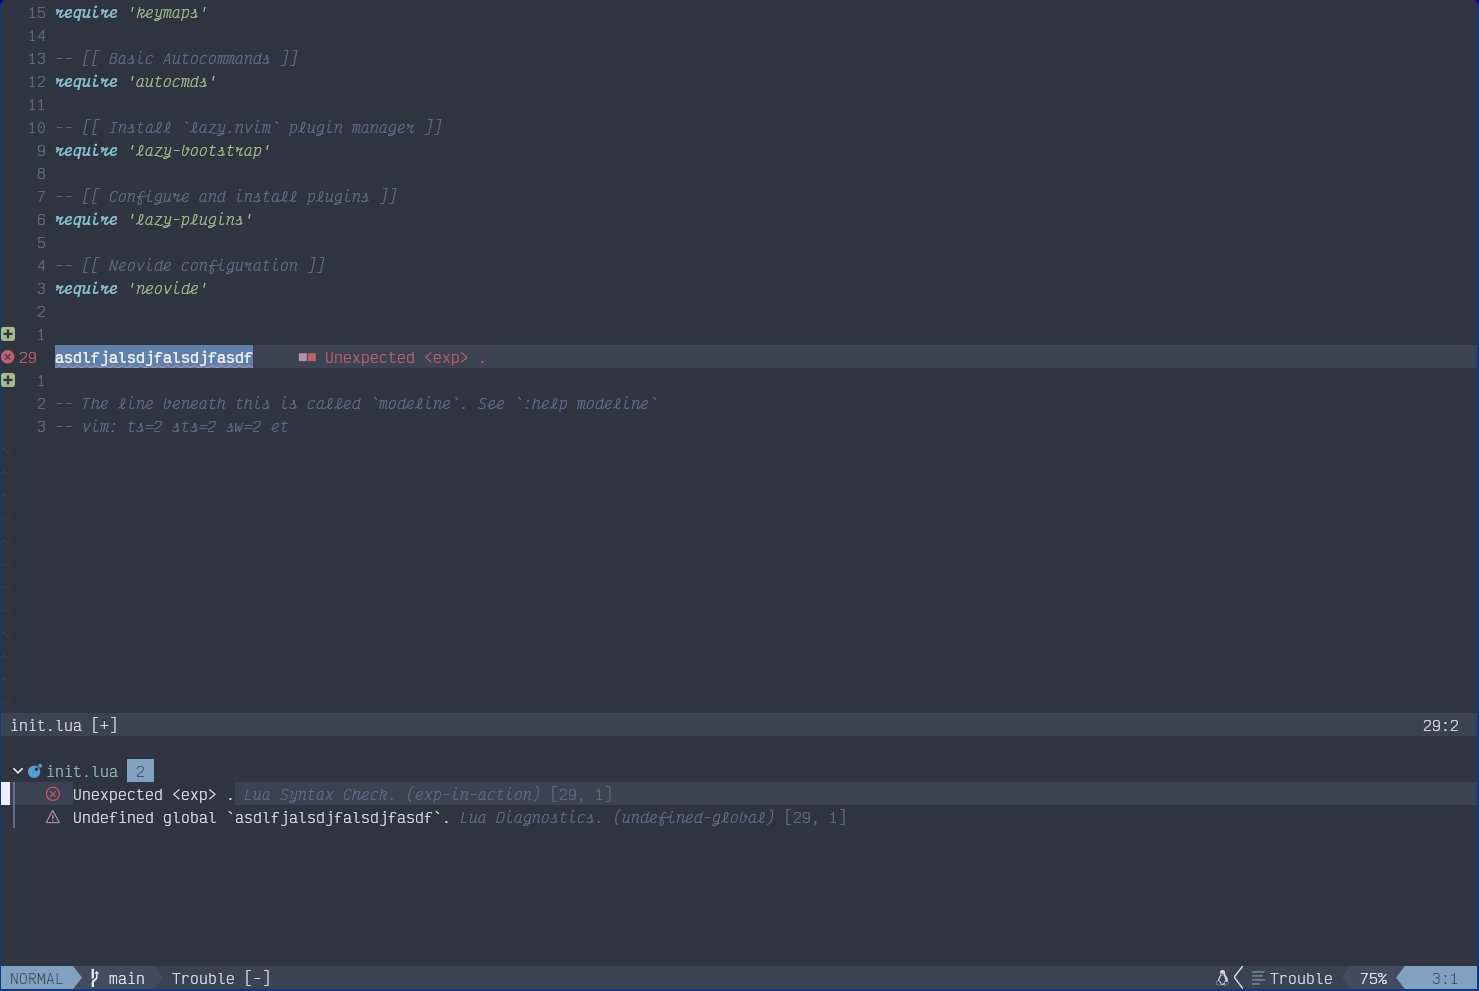 15 require 'keymaps'
14
13 -- [[ Basic Autocommands ]]
12 require 'autocmds'
11
10 -- [[ Install `lazy.nvim` plugin manager ]]
9 require 'lazy-bootstrap'
8
7 -- [[ Configure and install plugins ]]
6 require 'lazy-plugins'
5
4 -- [[ Neovide configuration ]]
3 require 'neovide'
2
1
29 asdlfjalsdjfalsdjfasdf Unexpected <exp> .
1
2 -- The line beneath this is called `modeline`. See `:help modeline`
3 -- vim: ts=2 sts=2 sw=2 et
~
~
~
~
~
~
~
~
~
~
~
~
init.lua [+] 29:2
init.lua 2
Unexpected <exp> . Lua Syntax Check. (exp-in-action) [29, 1]
Undefined global `asdlfjalsdjfalsdjfasdf`. Lua Diagnostics. (undefined-global) [29, 1]
NORMAL main Trouble [-] Trouble 75% 3:1